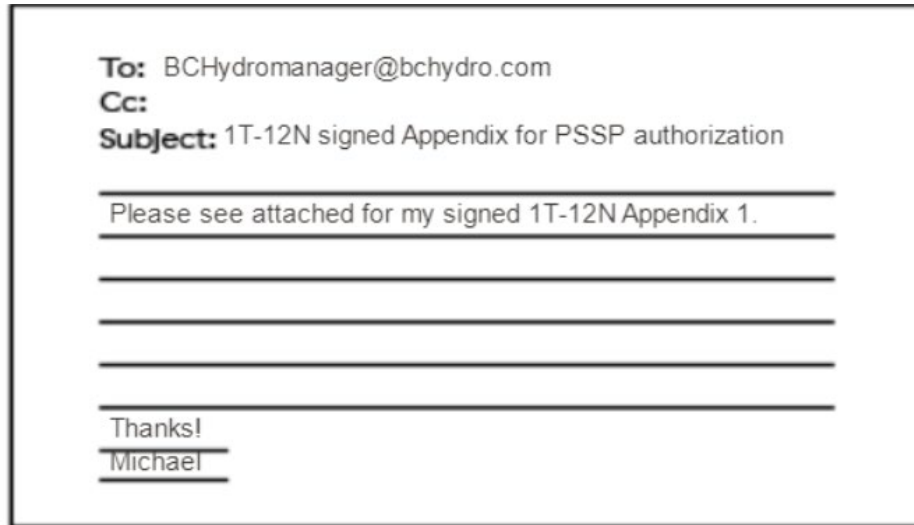 To: BCHydromanager@bchydro.com
Cc:
Subject: 1T-12N signed Appendix for PSSP authorization
Please see attached for my signed 1T-12N Appendix 1.
Thanks!
Michael